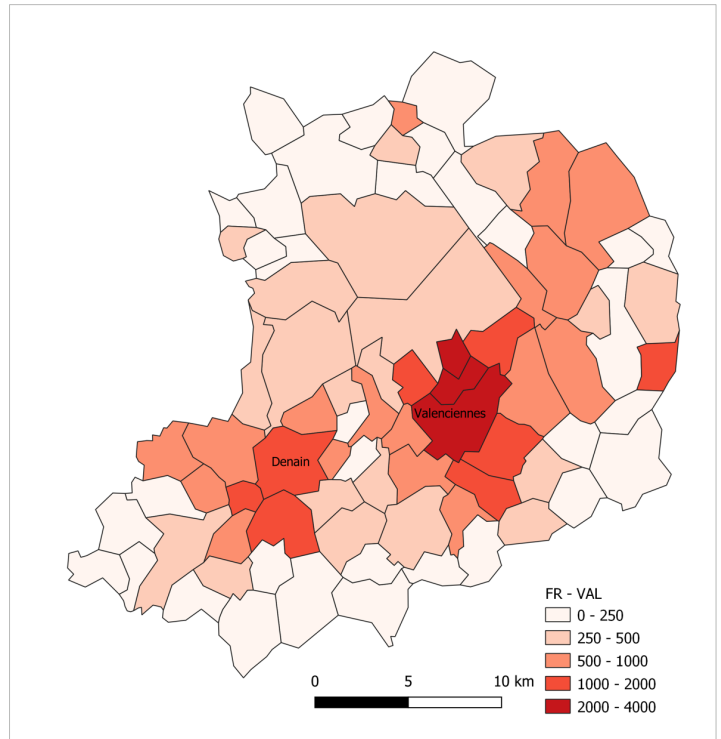 Valenciennes
Denain
FR - VAL
0 - 250
250 - 500
500 - 1000
1000 - 2000
2000 - 4000
0 5 10 km